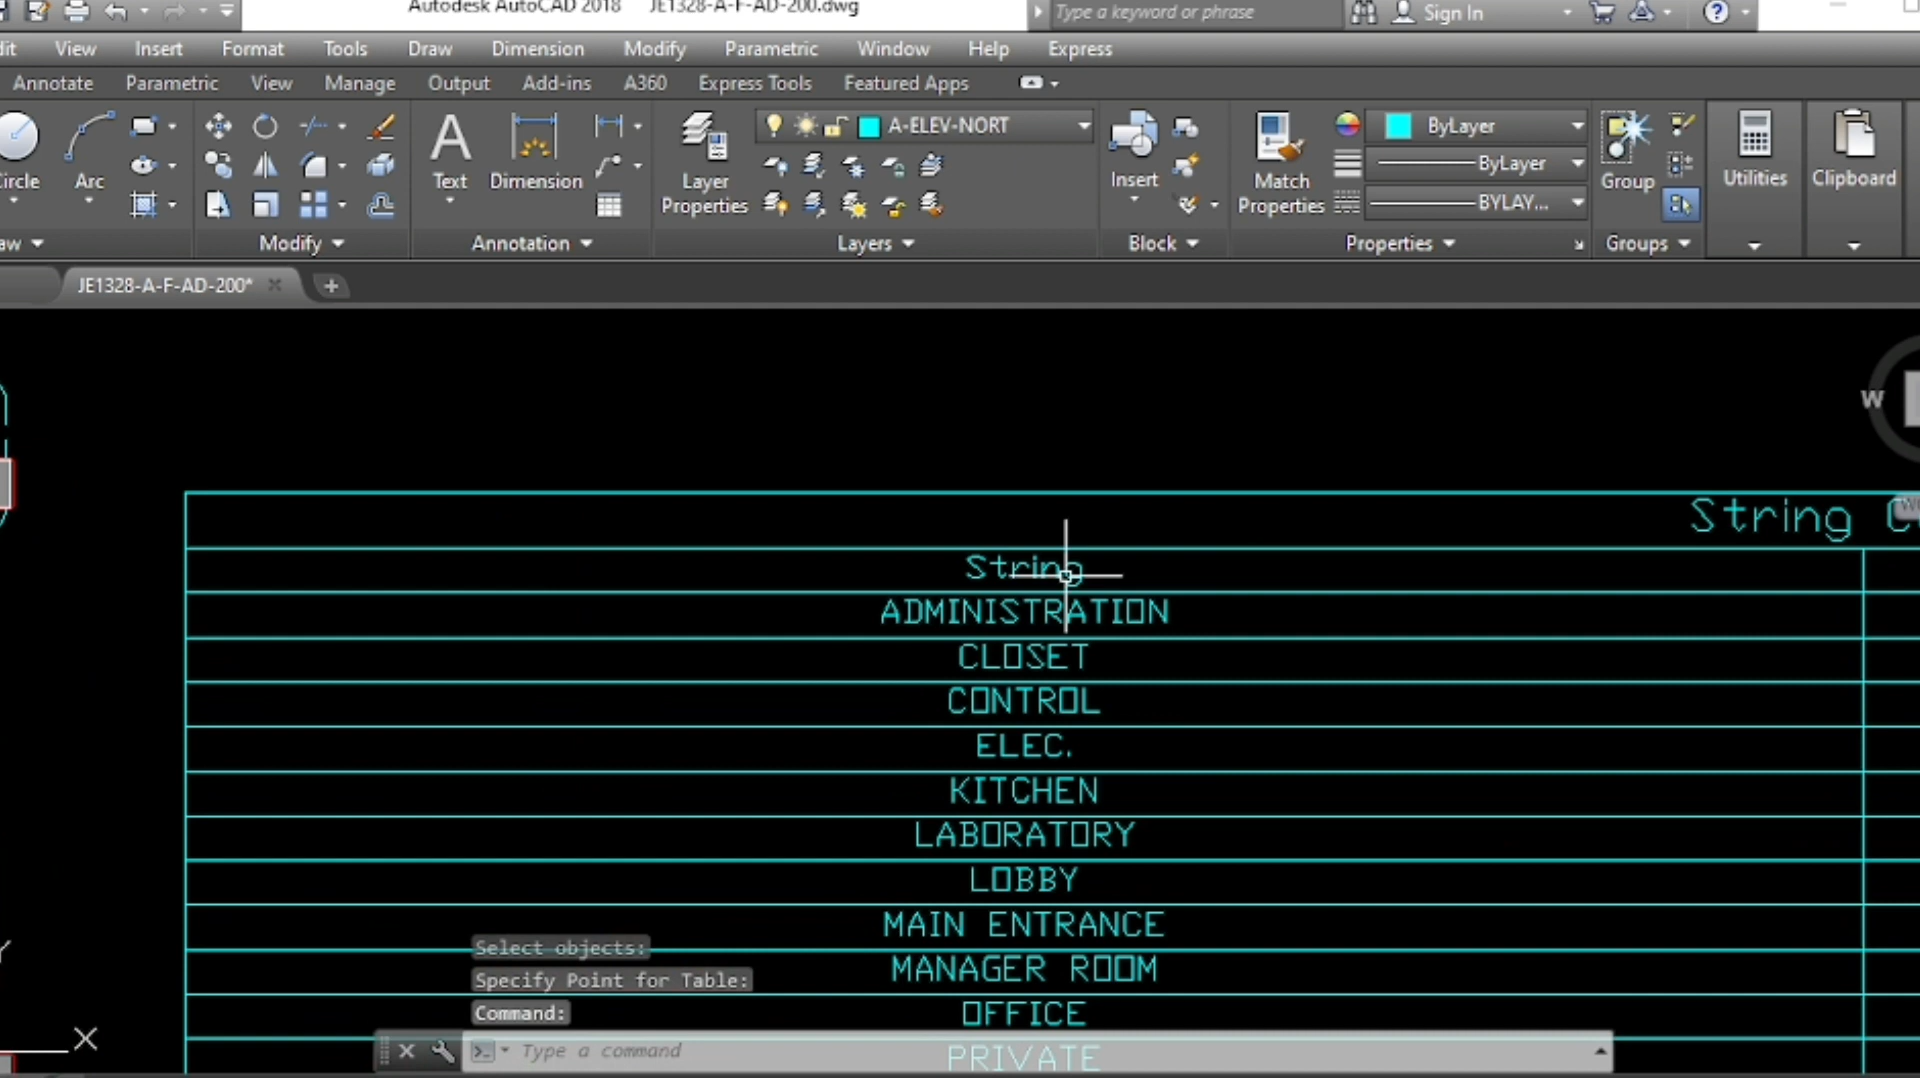 Autodesk AutoCAD 2018 JE1328-A-F-AD-200.dwg
Type a keyword or phrase
Sign In
View Insert Format Tools Draw Dimension Modify Parametric Window Help Express
Annotate Parametric View Manage Output Add-ins A360 Express Tools Featured Apps
A-ELEV-NORT
ByLayer
ByLayer
BYLAY...
Arc
Text
Dimension
Layer Properties
Insert
Match Properties
Group
Utilities
Clipboard
Modify
Annotation
Layers
Block
Properties
Groups
JE1328-A-F-AD-200*
W
String
String
ADMINISTRATION
CLOSET
CONTROL
ELEC.
KITCHEN
LABORATORY
LOBBY
MAIN ENTRANCE
MANAGER ROOM
OFFICE
PRIVATE
Select objects:
Specify Point for Table:
Command:
Type a command
X